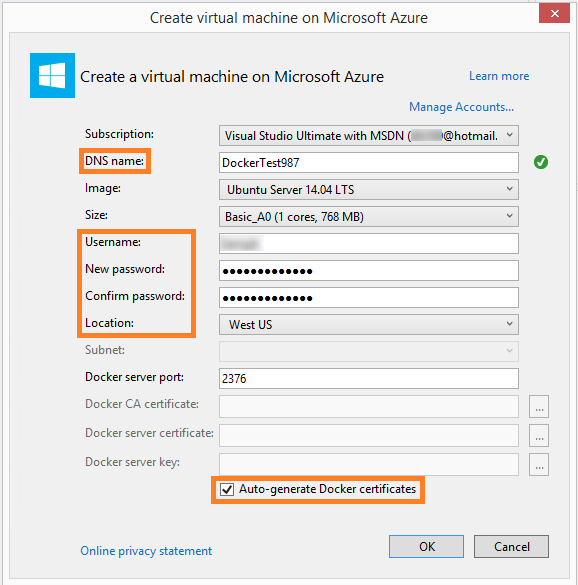 Create virtual machine on Microsoft Azure
Create a virtual machine on Microsoft Azure
Learn more
Manage Accounts...
Subscription: Visual Studio Ultimate with MSDN ( @hotmail.
DNS name: DockerTest987
Image: Ubuntu Server 14.04 LTS
Size: Basic_A0 (1 cores, 768 MB)
Username:
New password: ●●●●●●●●●●●●●
Confirm password: ●●●●●●●●●●●●●
Location: West US
Subnet:
Docker server port: 2376
Docker CA certificate: ...
Docker server certificate: ...
Docker server key: ...
Auto-generate Docker certificates
Online privacy statement OK Cancel